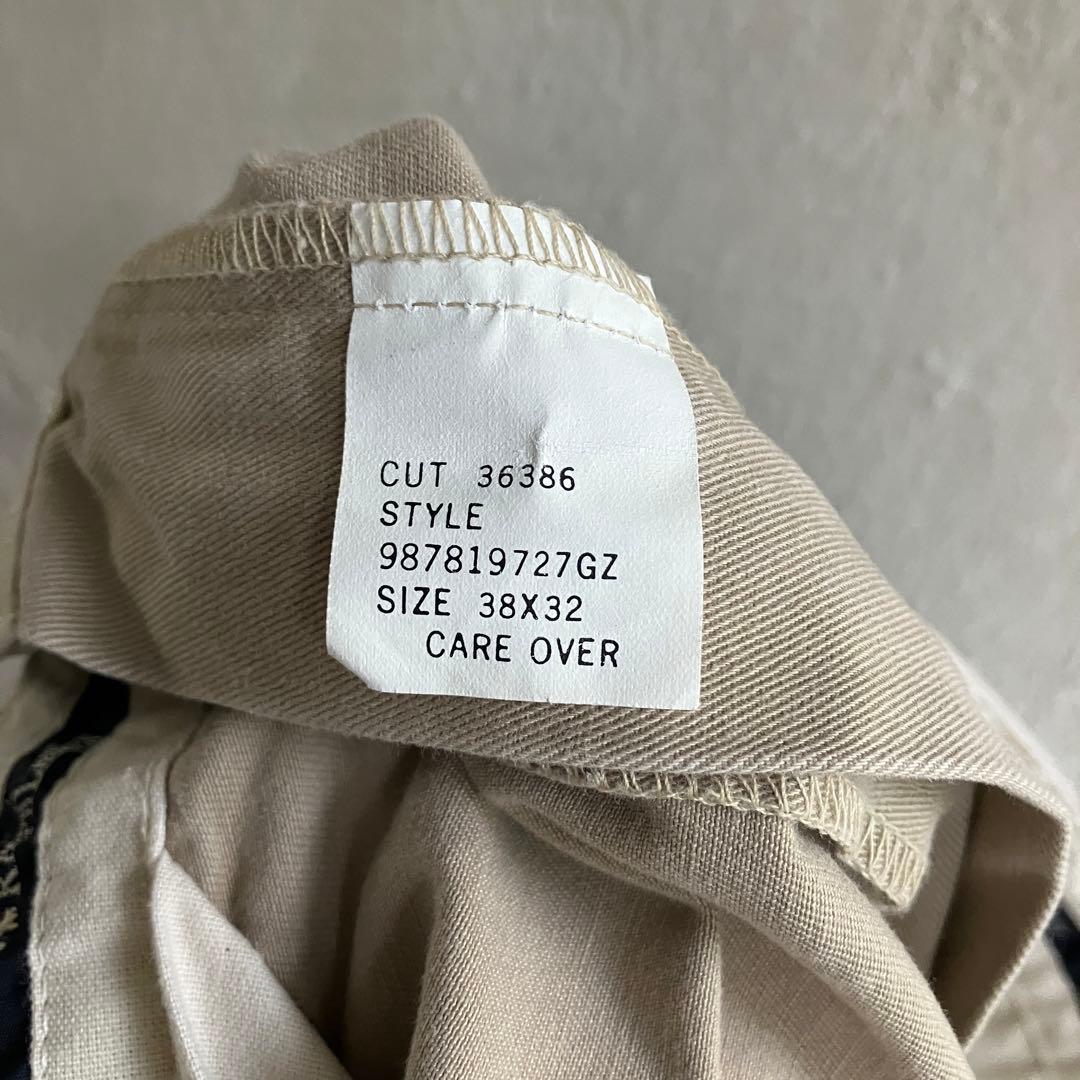 CUT 36386
STYLE
987819727GZ
SIZE 38X32
CARE OVER